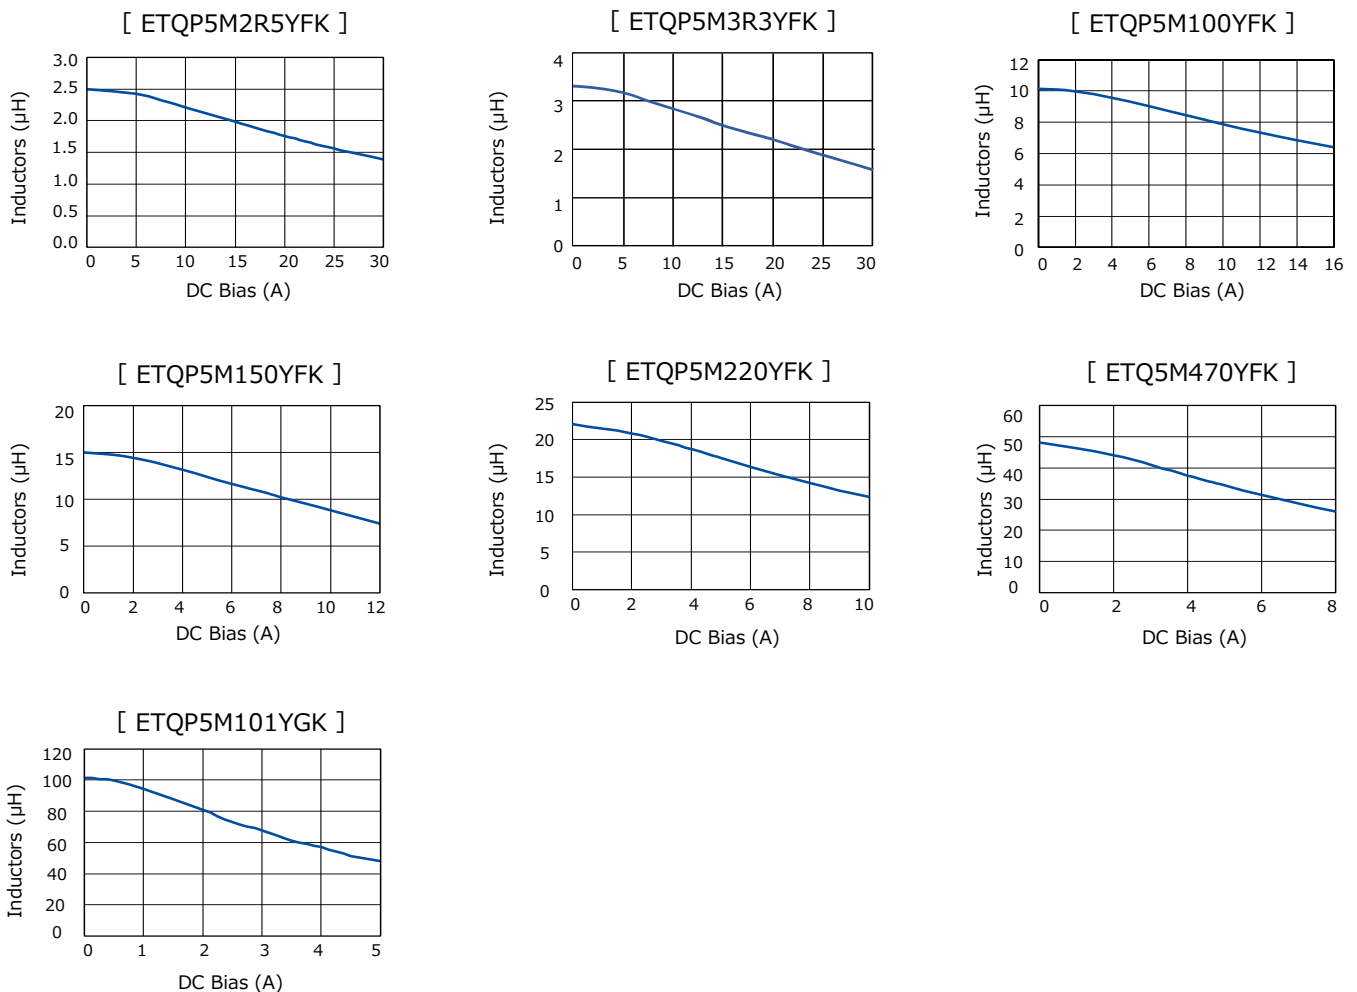 [ ETQP5M2R5YFK ]
Inductors (μH)
3.0
2.5
2.0
1.5
1.0
0.5
0.0
0 5 10 15 20 25 30
DC Bias (A)
[ ETQP5M3R3YFK ]
Inductors (μH)
4
3
2
1
0
0 5 10 15 20 25 30
DC Bias (A)
[ ETQP5M100YFK ]
Inductors (μH)
12
10
8
6
4
2
0
0 2 4 6 8 10 12 14 16
DC Bias (A)
[ ETQP5M150YFK ]
Inductors (μH)
20
15
10
5
0
0 2 4 6 8 10 12
DC Bias (A)
[ ETQP5M220YFK ]
Inductors (μH)
25
20
15
10
5
0
0 2 4 6 8 10
DC Bias (A)
[ ETQ5M470YFK ]
Inductors (μH)
60
50
40
30
20
10
0
0 2 4 6 8
DC Bias (A)
[ ETQP5M101YGK ]
Inductors (μH)
120
100
80
60
40
20
0
0 1 2 3 4 5
DC Bias (A)